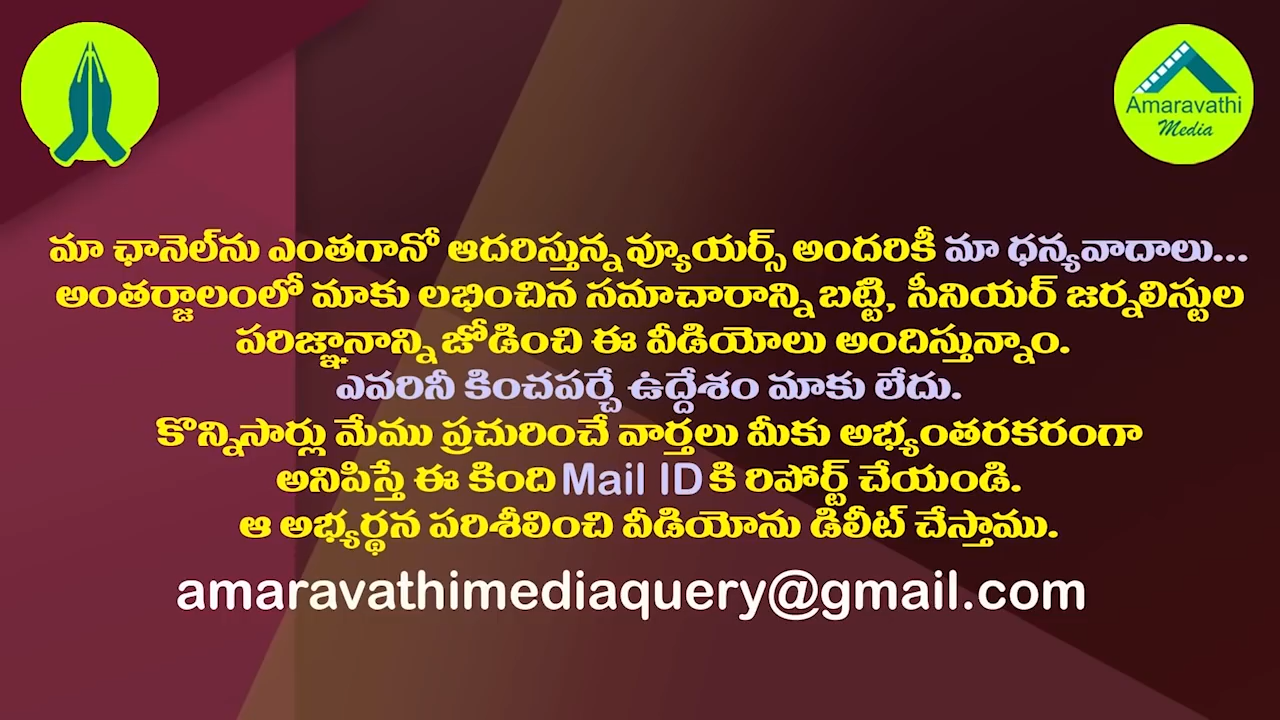 Amaravathi
Media
మా ఛానెల్‌ను ఎంతగానో ఆదరిస్తున్న వ్యూయర్స్ అందరికీ మా ధన్యవాదాలు...
అంతర్జాలంలో మాకు లభించిన సమాచారాన్ని బట్టి, సీనియర్ జర్నలిస్టుల
పరిజ్ఞానాన్ని జోడించి ఈ వీడియోలు అందిస్తున్నాం.
ఎవరినీ కించపర్చే ఉద్దేశం మాకు లేదు.
కొన్నిసార్లు మేము ప్రచురించే వార్తలు మీకు అభ్యంతరకరంగా
అనిపిస్తే ఈ కింది Mail ID కి రిపోర్ట్ చేయండి.
ఆ అభ్యర్థన పరిశీలించి వీడియోను డిలీట్ చేస్తాము.
amaravathimediaquery@gmail.com